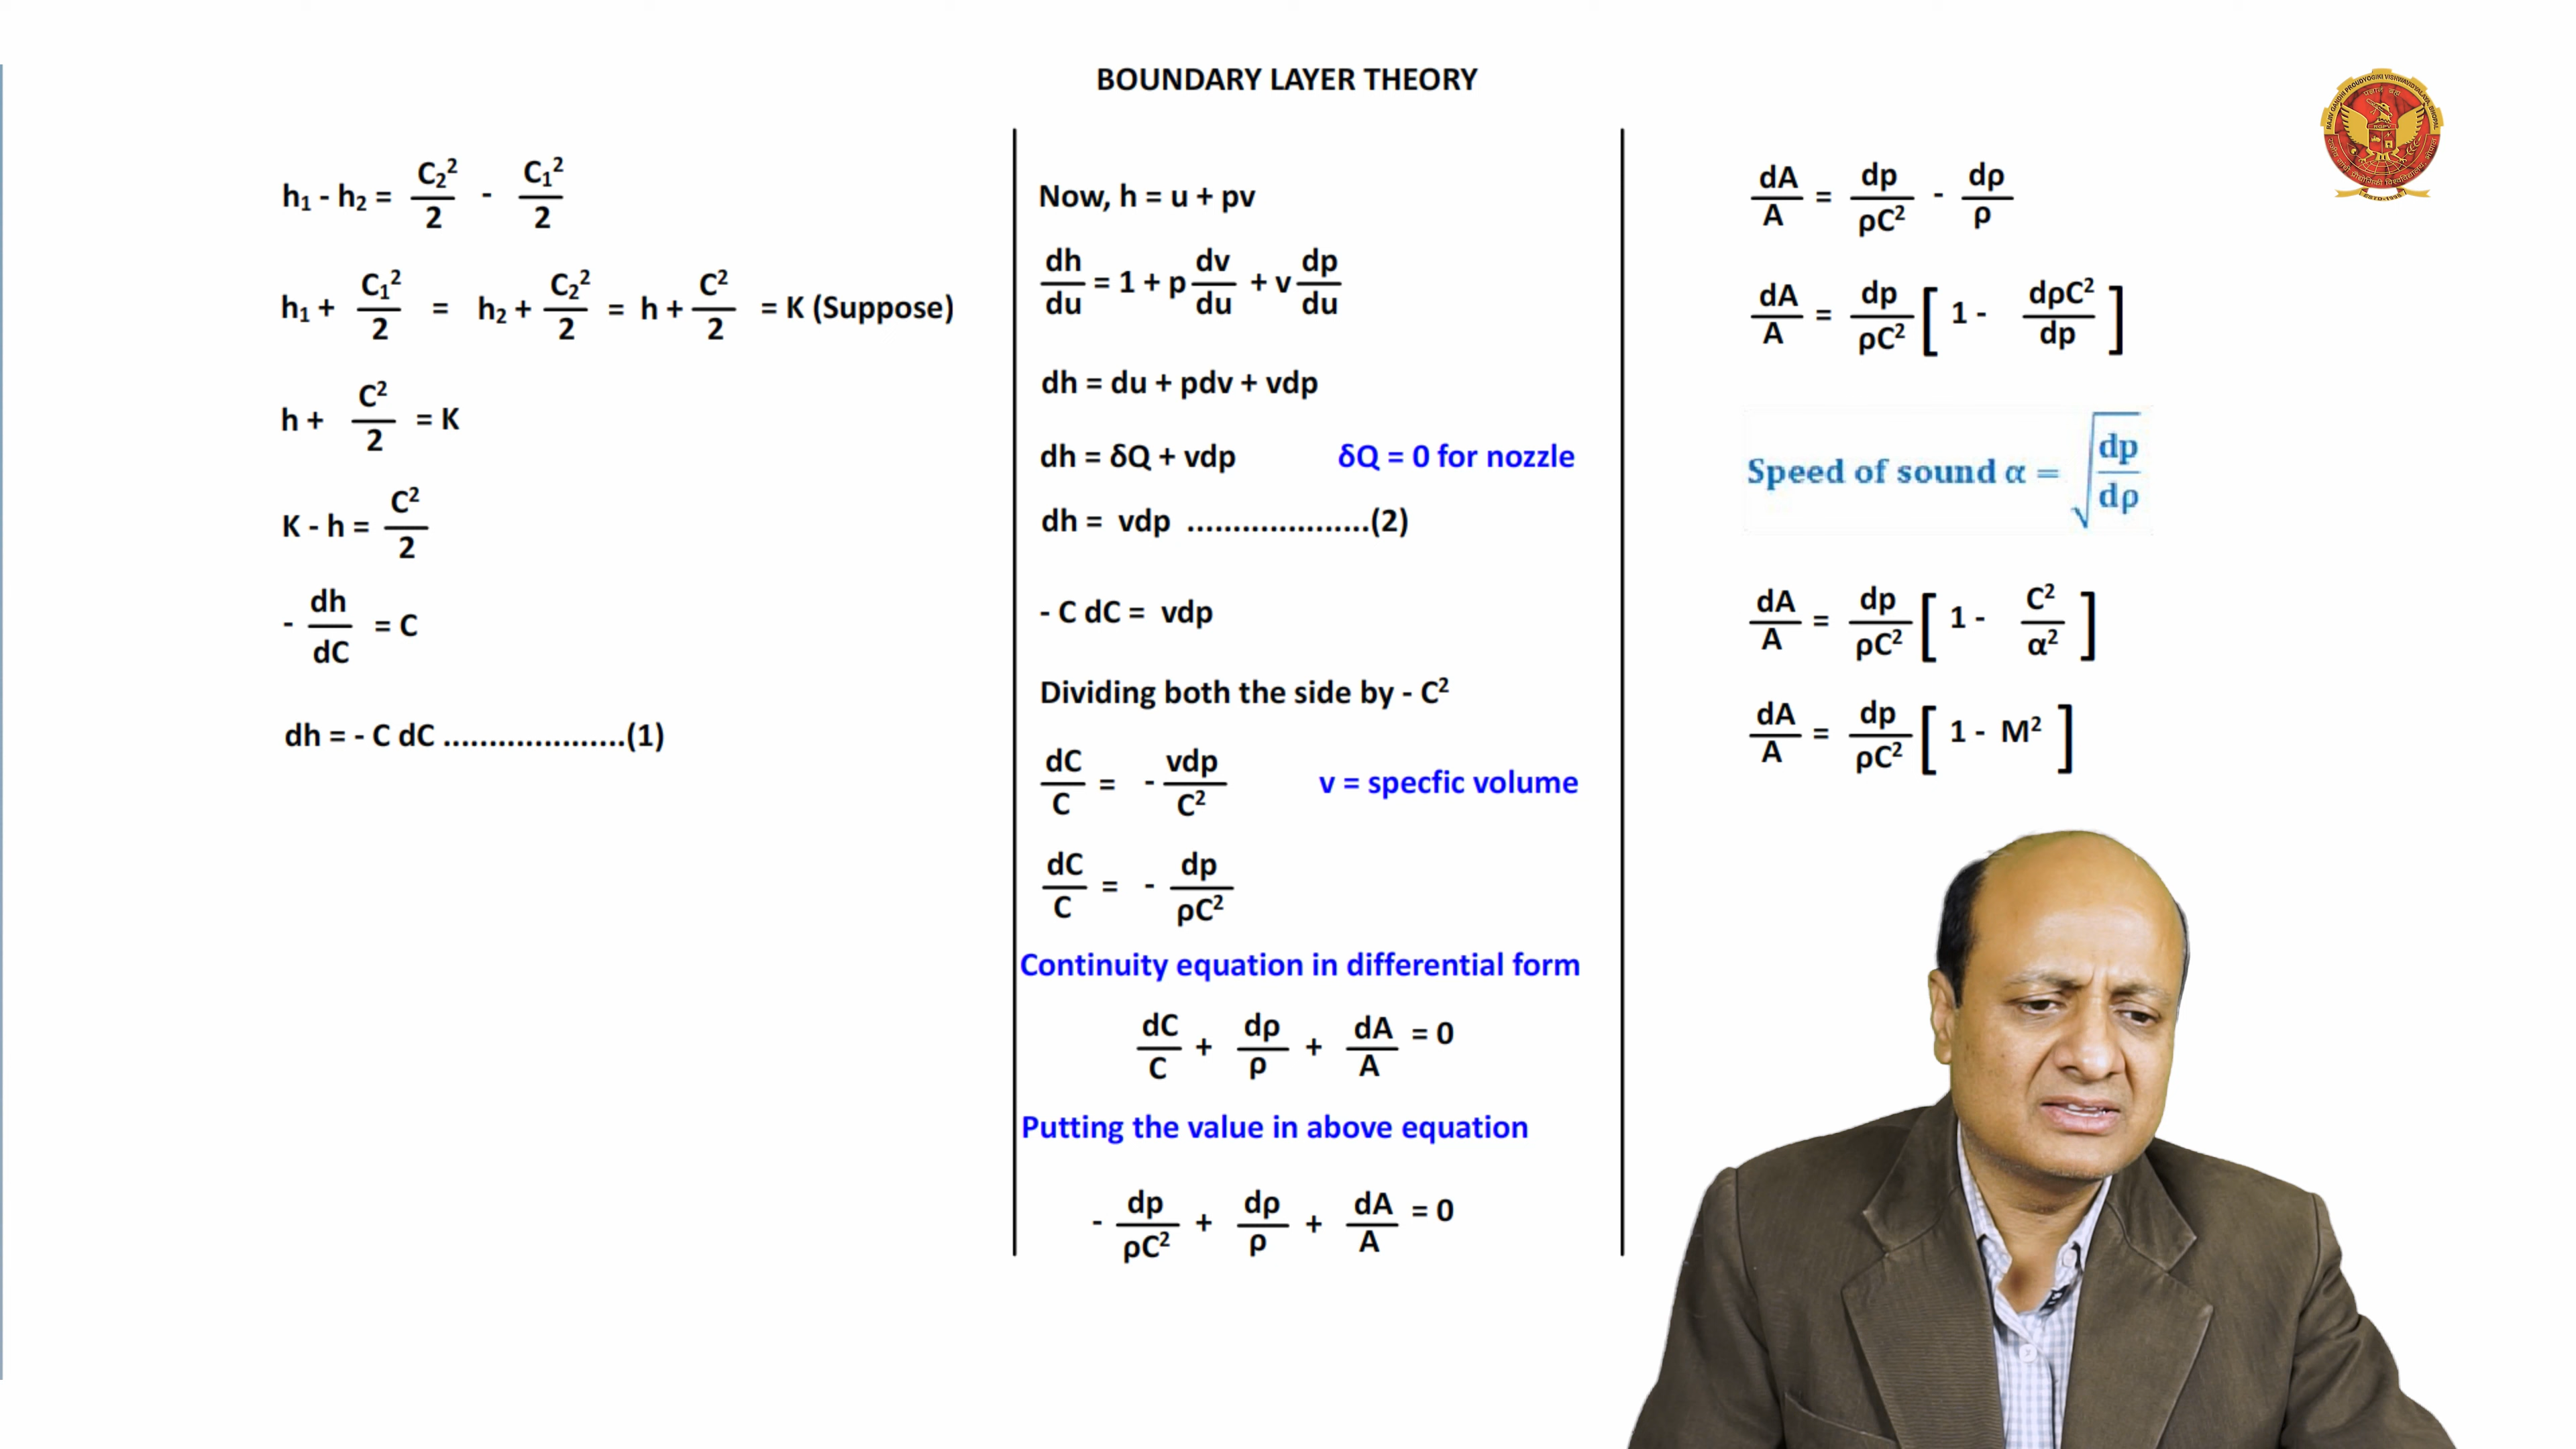 BOUNDARY LAYER THEORY
h₁ - h₂ = C₂²/2 - C₁²/2
h₁ + C₁²/2 = h₂ + C₂²/2 = h + C²/2 = K (Suppose)
h + C²/2 = K
K - h = C²/2
- dh/dC = C
dh = - C dC ....................(1)
Now, h = u + pv
dh/du = 1 + p dv/du + v dp/du
dh = du + pdv + vdp
dh = δQ + vdp δQ = 0 for nozzle
dh = vdp ....................(2)
- C dC = vdp
Dividing both the side by - C²
dC/C = - vdp/C² v = specfic volume
dC/C = - dp/ρC²
Continuity equation in differential form
dC/C + dρ/ρ + dA/A = 0
Putting the value in above equation
- dp/ρC² + dρ/ρ + dA/A = 0
dA/A = dp/ρC² - dρ/ρ
dA/A = dp/ρC² [ 1 - dρC²/dp ]
Speed of sound α = √dp/dρ
dA/A = dp/ρC² [ 1 - C²/α² ]
dA/A = dp/ρC² [ 1 - M² ]